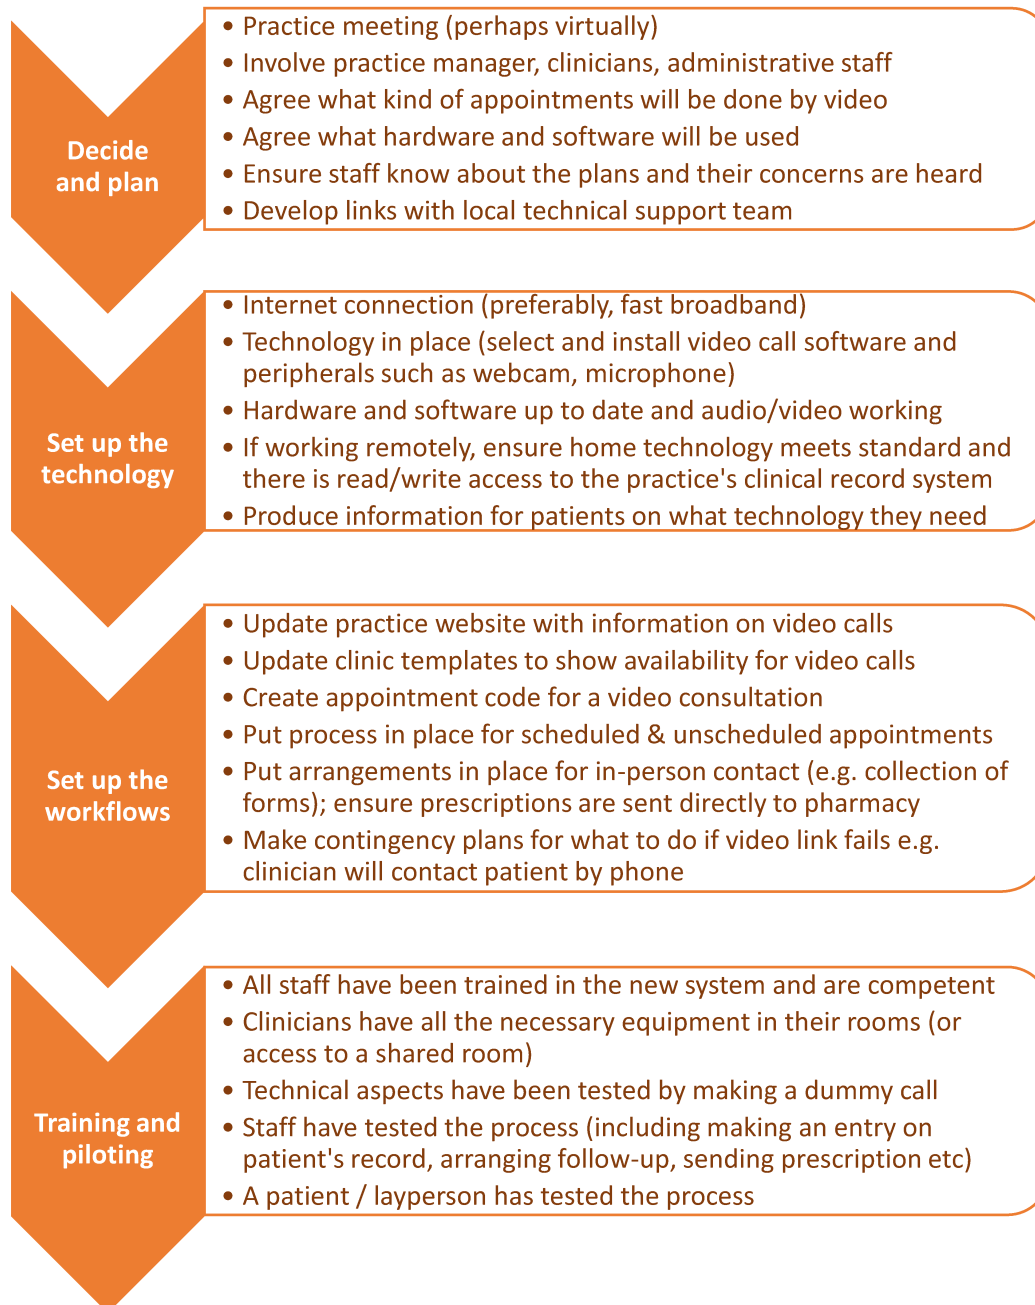 Decide
and plan
• Practice meeting (perhaps virtually)
• Involve practice manager, clinicians, administrative staff
• Agree what kind of appointments will be done by video
• Agree what hardware and software will be used
• Ensure staff know about the plans and their concerns are heard
• Develop links with local technical support team
Set up the
technology
• Internet connection (preferably, fast broadband)
• Technology in place (select and install video call software and
peripherals such as webcam, microphone)
• Hardware and software up to date and audio/video working
• If working remotely, ensure home technology meets standard and
there is read/write access to the practice's clinical record system
• Produce information for patients on what technology they need
Set up the
workflows
• Update practice website with information on video calls
• Update clinic templates to show availability for video calls
• Create appointment code for a video consultation
• Put process in place for scheduled & unscheduled appointments
• Put arrangements in place for in-person contact (e.g. collection of
forms); ensure prescriptions are sent directly to pharmacy
• Make contingency plans for what to do if video link fails e.g.
clinician will contact patient by phone
Training and
piloting
• All staff have been trained in the new system and are competent
• Clinicians have all the necessary equipment in their rooms (or
access to a shared room)
• Technical aspects have been tested by making a dummy call
• Staff have tested the process (including making an entry on
patient's record, arranging follow-up, sending prescription etc)
• A patient / layperson has tested the process